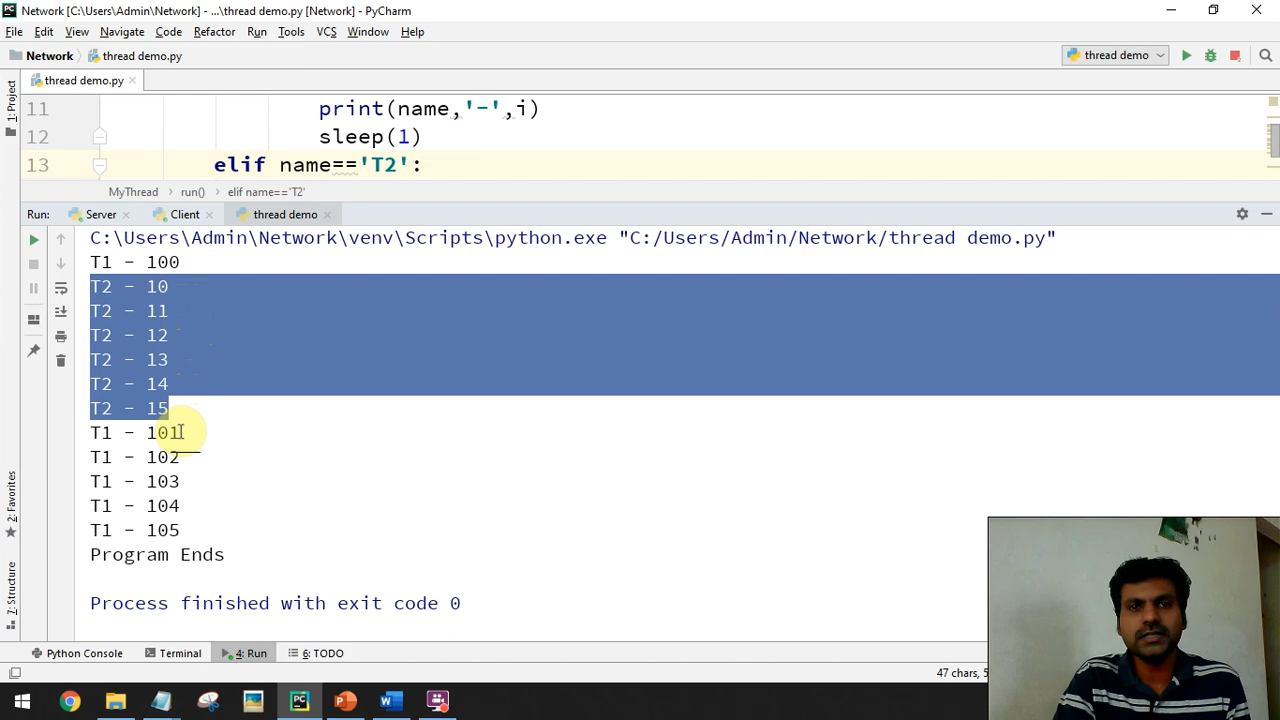 Network [C:\Users\Admin\Network] - ...\thread demo.py [Network] - PyCharm
File Edit View Navigate Code Refactor Run Tools VCS Window Help
Network thread demo.py thread demo
thread demo.py
1: Project
11 print(name,'-',i)
12 sleep(1)
13 elif name=='T2':
MyThread run() elif name=='T2'
Run: Server Client thread demo
C:\Users\Admin\Network\venv\Scripts\python.exe "C:/Users/Admin/Network/thread demo.py"
T1 - 100
T2 - 10
T2 - 11
T2 - 12
T2 - 13
T2 - 14
T2 - 15
T1 - 101
T1 - 102
T1 - 103
T1 - 104
T1 - 105
Program Ends
Process finished with exit code 0
2: Favorites
7: Structure
Python Console Terminal 4: Run 6: TODO
47 chars, 5